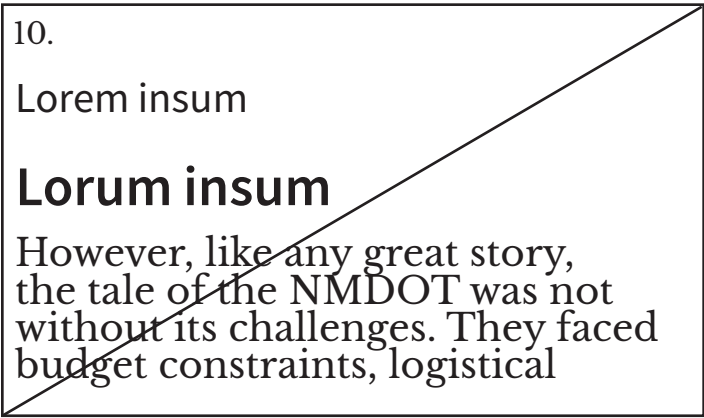 10.
Lorem insum
Lorum insum
However, like any great story,
the tale of the NMDOT was not
without its challenges. They faced
budget constraints, logistical